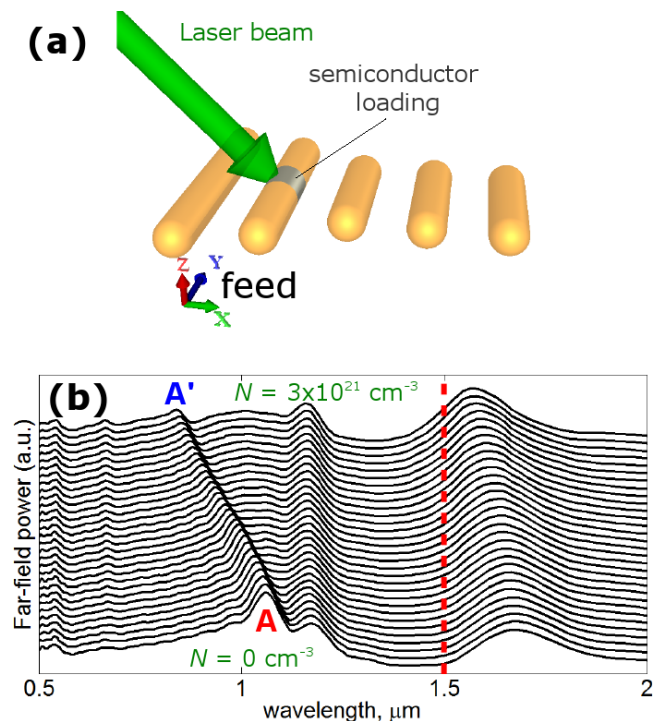 (a)
Laser beam
semiconductor
loading
Z
Y
X
feed
(b)
A'
N = 3x10²¹ cm⁻³
Far-field power (a.u.)
A
N = 0 cm⁻³
0.5 1 1.5 2
wavelength, μm